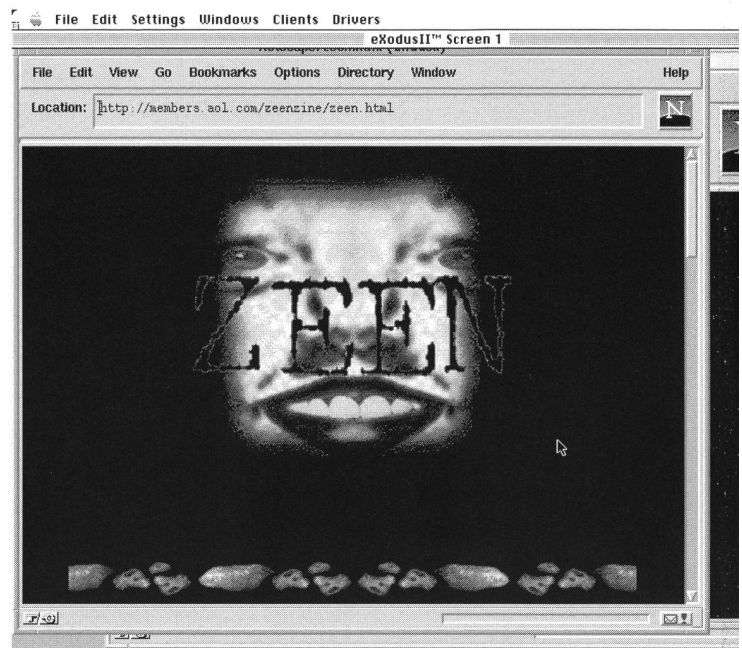 File Edit Settings Windows Clients Drivers
eXodusII™ Screen 1
File Edit View Go Bookmarks Options Directory Window Help
Location: http://members.aol.com/zeenzine/zeen.html
N
ZEEN